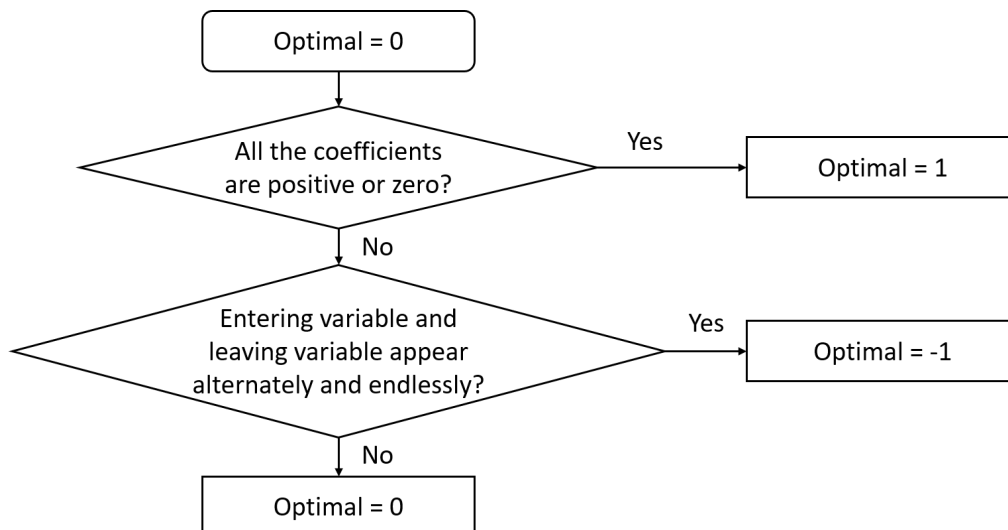 Optimal = 0
All the coefficients
are positive or zero?
Yes
Optimal = 1
No
Entering variable and
leaving variable appear
alternately and endlessly?
Yes
Optimal = -1
No
Optimal = 0